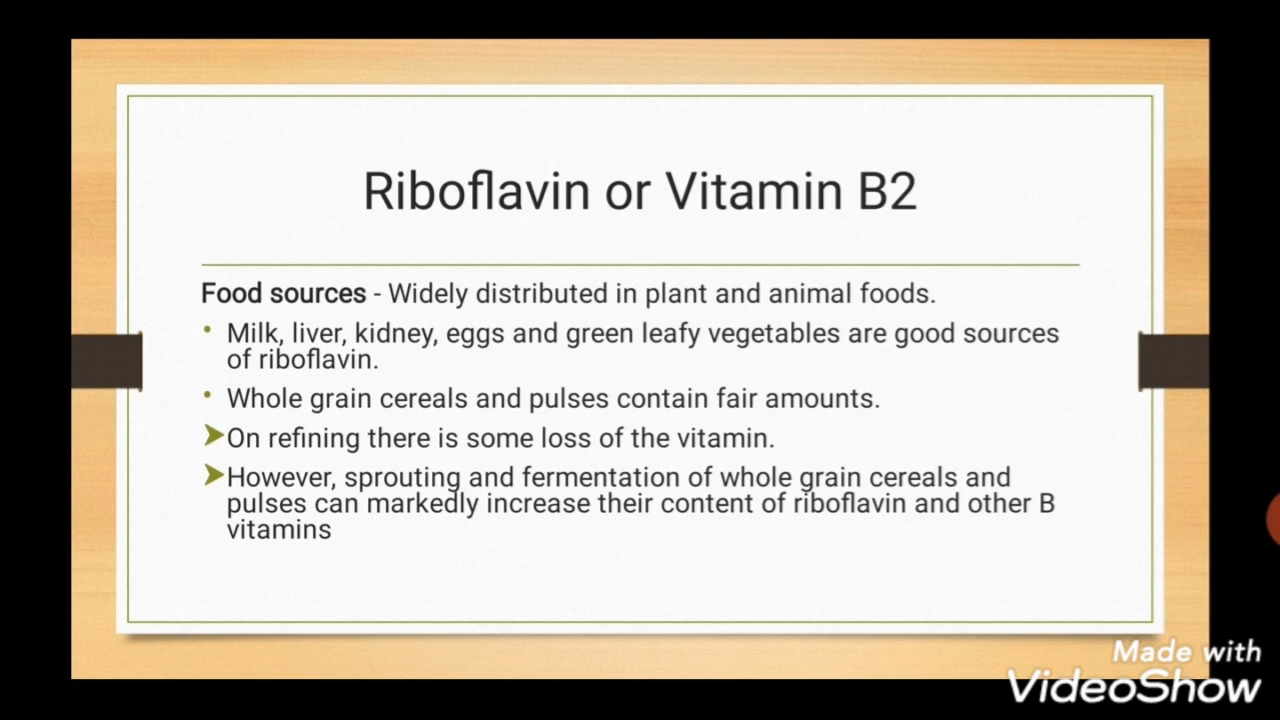 Riboflavin or Vitamin B2
Food sources - Widely distributed in plant and animal foods.
• Milk, liver, kidney, eggs and green leafy vegetables are good sources
of riboflavin.
• Whole grain cereals and pulses contain fair amounts.
➤On refining there is some loss of the vitamin.
➤However, sprouting and fermentation of whole grain cereals and
pulses can markedly increase their content of riboflavin and other B
vitamins
Made with
VideoShow